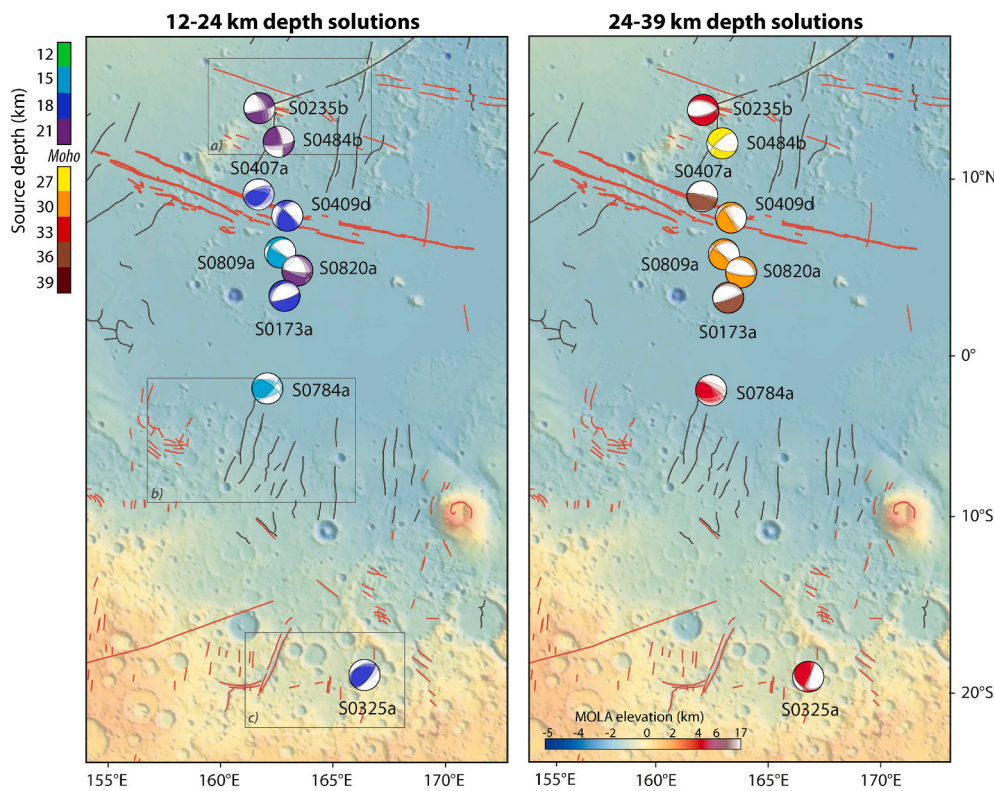 12-24 km depth solutions
24-39 km depth solutions
Source depth (km)
12
15
18
21
Moho
27
30
33
36
39
a)
S0235b
S0484b
S0407a
S0409d
S0809a
S0820a
S0173a
S0784a
b)
c)
S0325a
155°E
160°E
165°E
170°E
S0235b
S0484b
S0407a
S0409d
S0809a
S0820a
S0173a
S0784a
S0325a
10°N
0°
10°S
20°S
MOLA elevation (km)
-5 -4 -2 0 2 4 6 17
155°E
160°E
165°E
170°E